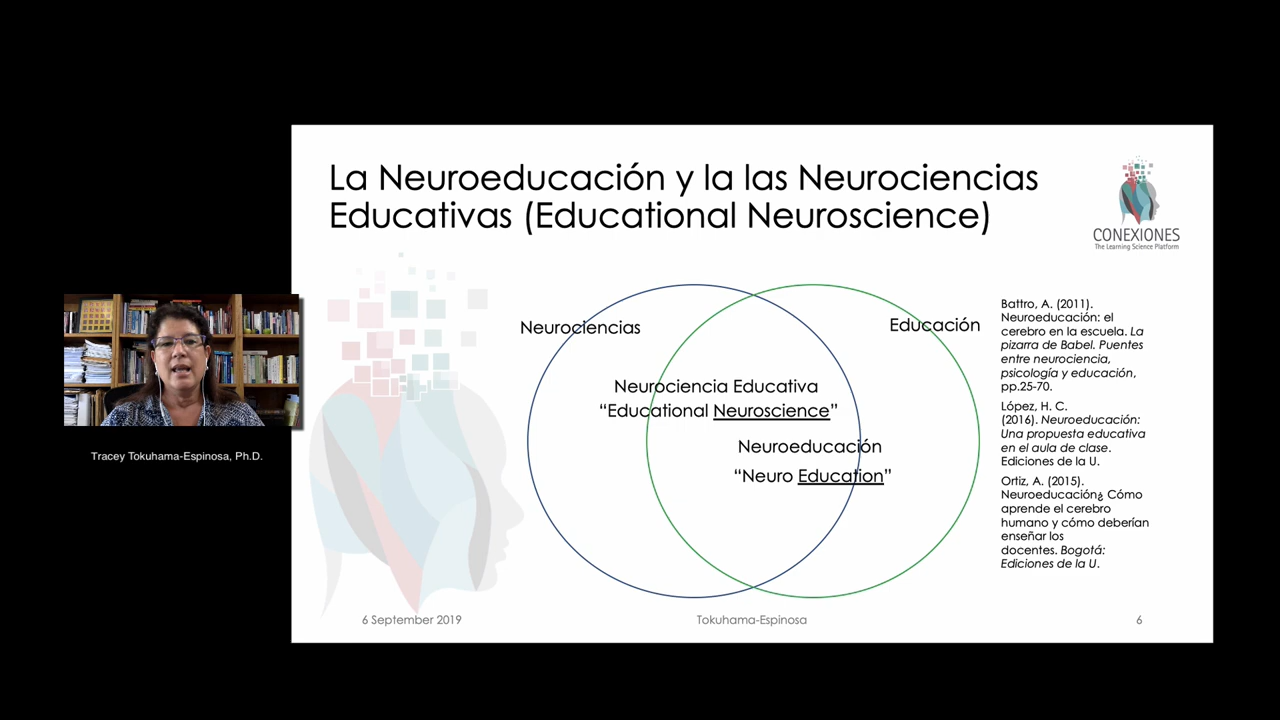 La Neuroeducación y la las Neurociencias
Educativas (Educational Neuroscience)
CONEXIONES
The Learning Science Platform
Neurociencias
Educación
Neurociencia Educativa
“Educational Neuroscience”
Neuroeducación
“Neuro Education”
Battro, A. (2011).
Neuroeducación: el
cerebro en la escuela. La
pizarra de Babel. Puentes
entre neurociencia,
psicología y educación,
pp.25-70.
López, H. C.
(2016). Neuroeducación:
Una propuesta educativa
en el aula de clase.
Ediciones de la U.
Ortiz, A. (2015).
Neuroeducación¿ Cómo
aprende el cerebro
humano y cómo deberían
enseñar los
docentes. Bogotá:
Ediciones de la U.
Tracey Tokuhama-Espinosa, Ph.D.
6 September 2019
Tokuhama-Espinosa
6